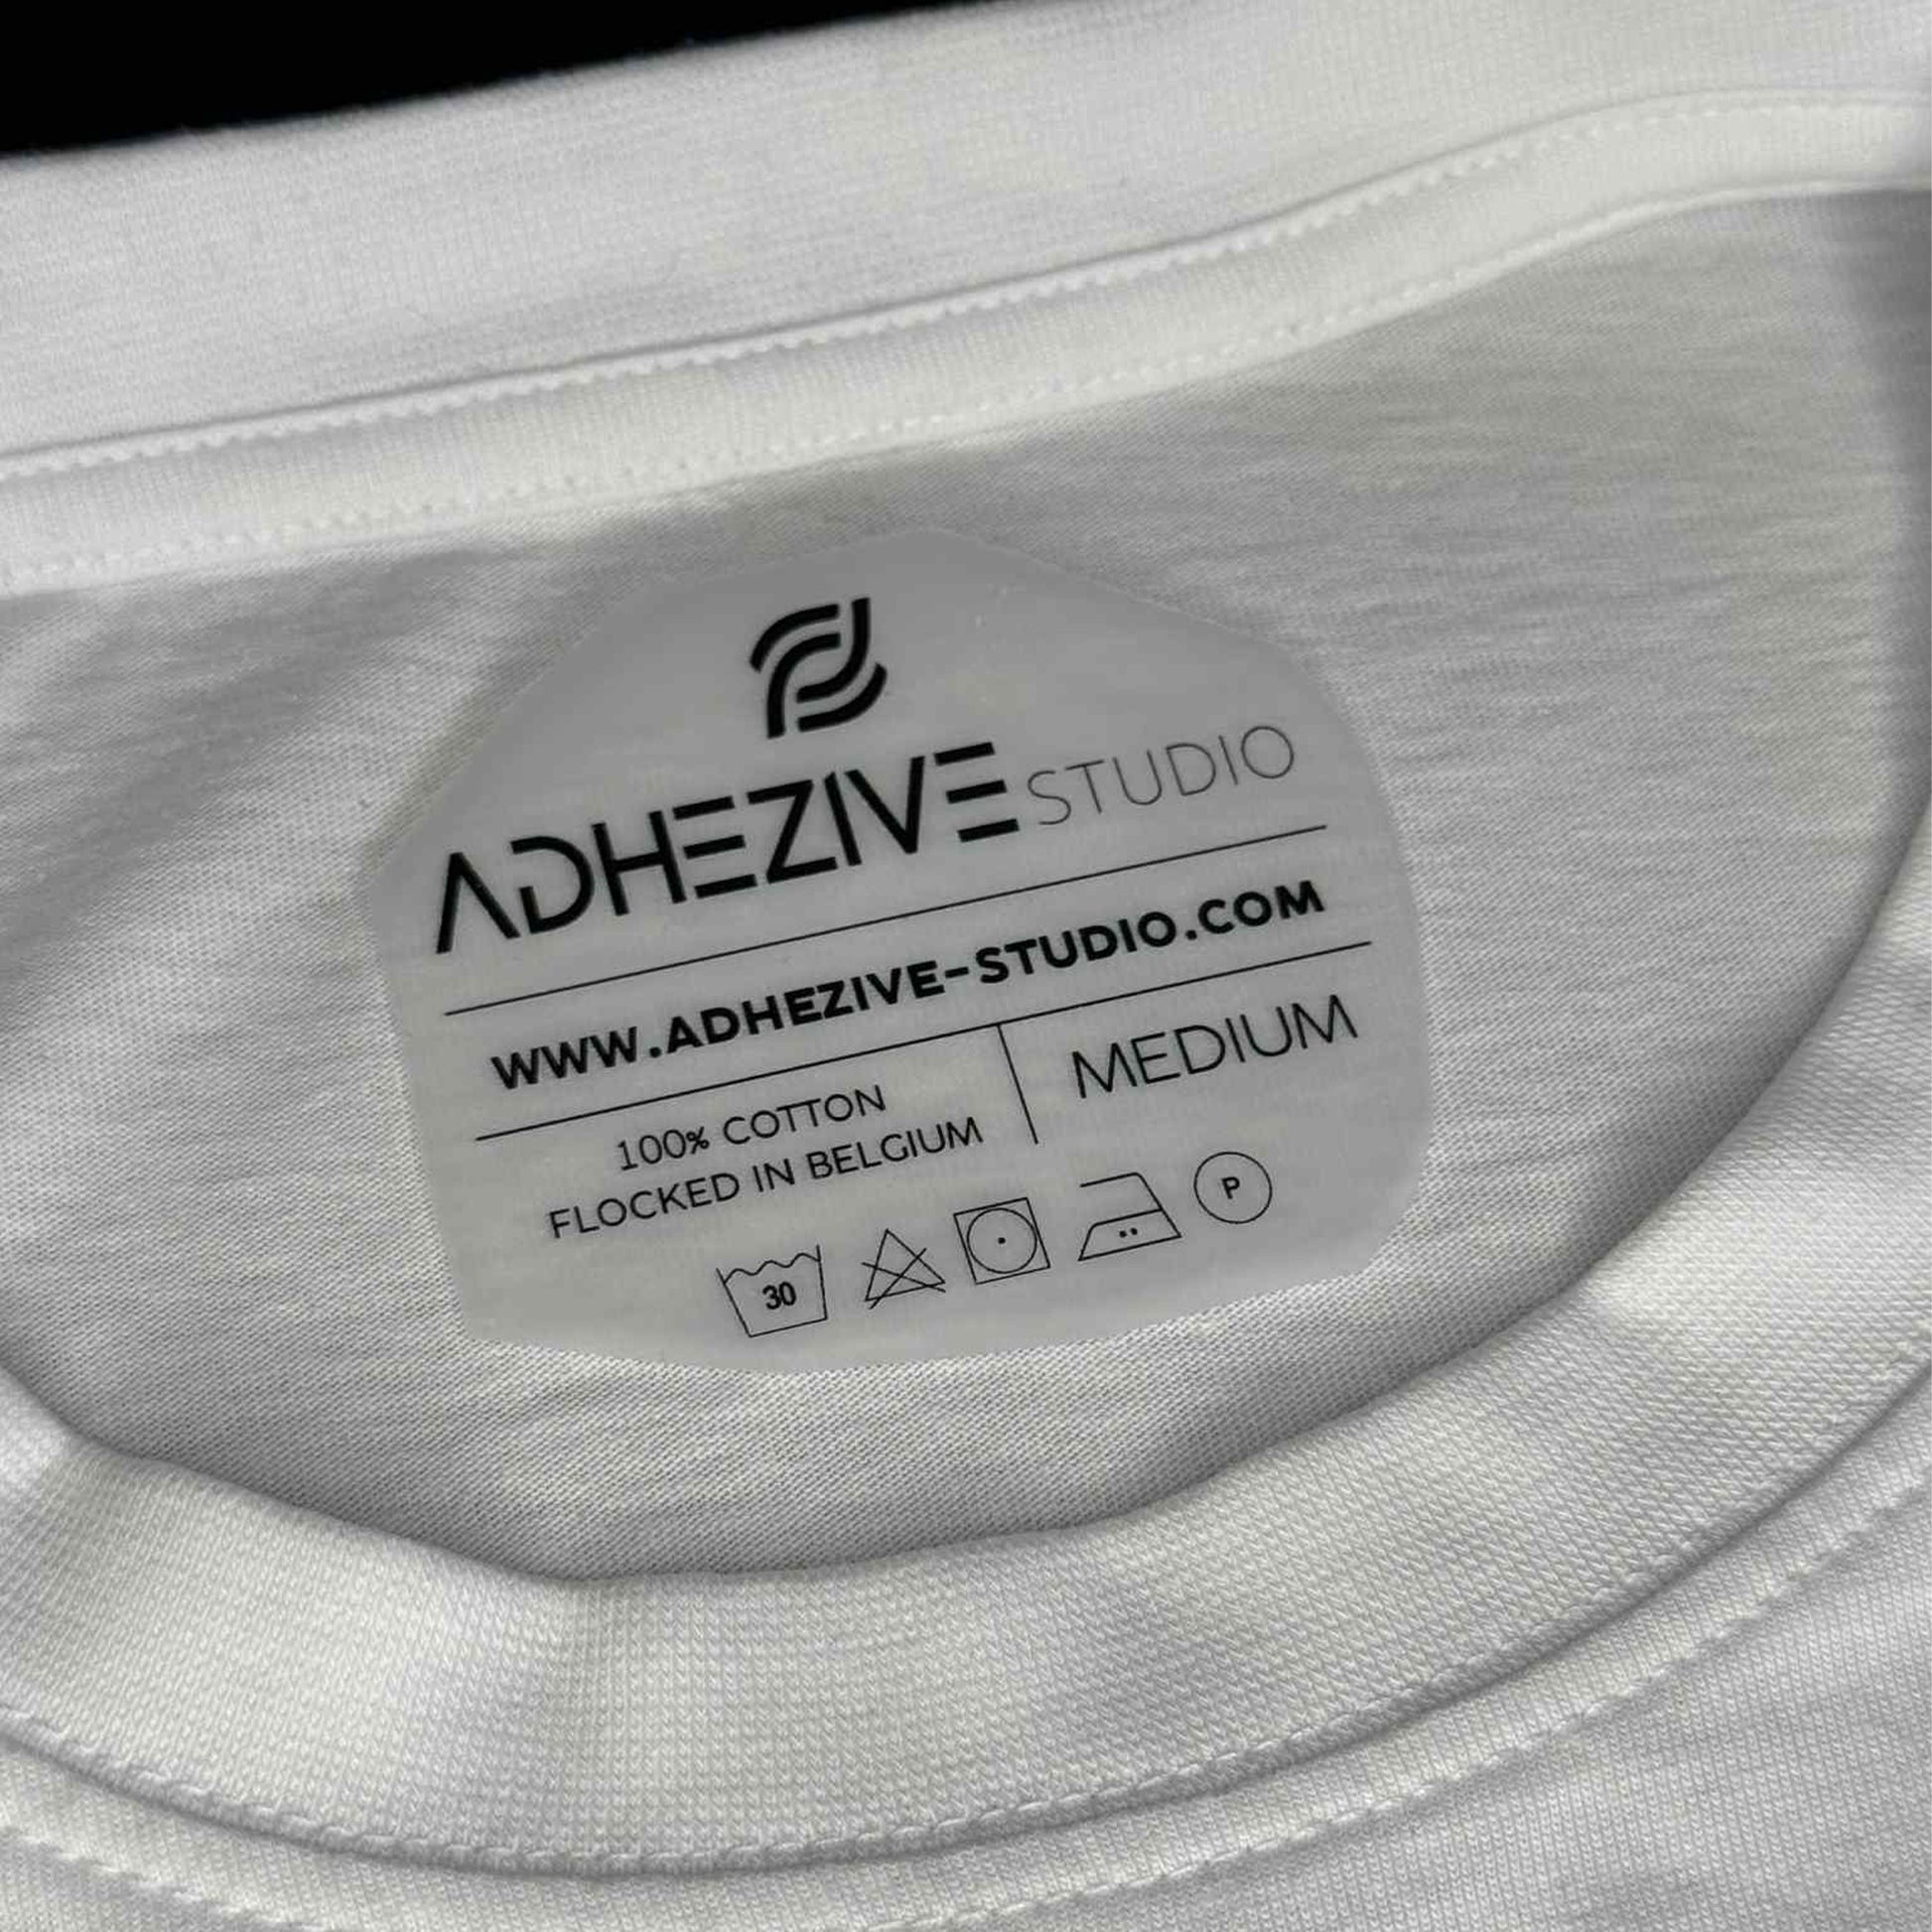 ADHEZIVE STUDIO
WWW.ADHEZIVE-STUDIO.COM
100% COTTON
FLOCKED IN BELGIUM
MEDIUM
30
P